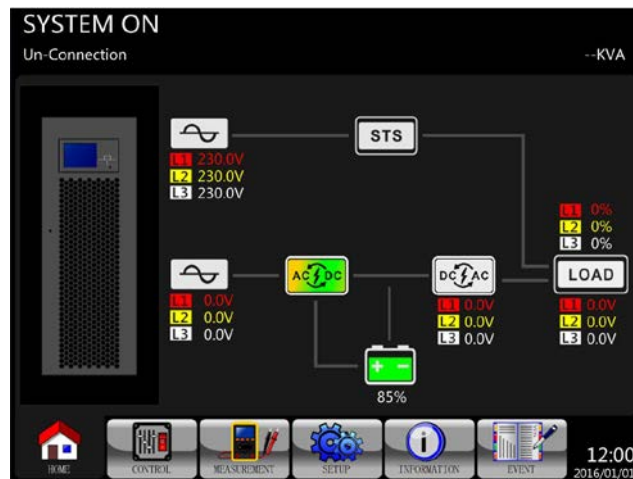 SYSTEM ON
Un-Connection --KVA
STS
L1 230.0V
L2 230.0V
L3 230.0V
L1 0%
L2 0%
L3 0%
AC DC
DC AC
LOAD
L1 0.0V
L2 0.0V
L3 0.0V
L1 0.0V
L2 0.0V
L3 0.0V
L1 0.0V
L2 0.0V
L3 0.0V
+ -
85%
HOME CONTROL MEASUREMENT SETUP INFORMATION EVENT
12:00
2016/01/01